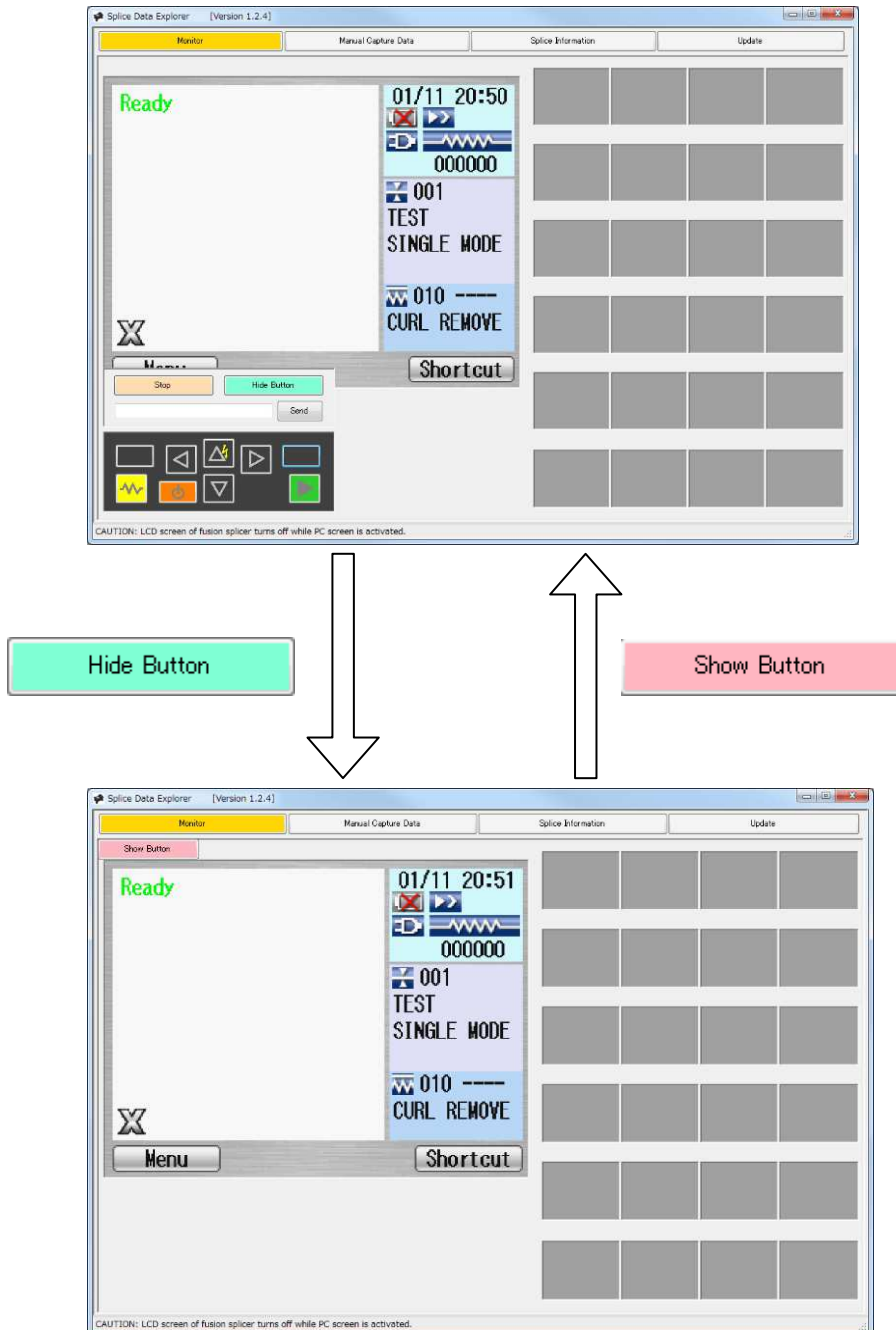 Splice Data Explorer [Version 1.2.4]
Monitor Manual Capture Data Splice Information Update
Ready
01/11 20:50
000000
001
TEST
SINGLE MODE
010 ----
CURL REMOVE
X
Menu Shortcut
Stop Hide Button
Send
CAUTION: LCD screen of fusion splicer turns off while PC screen is activated.
Hide Button
Show Button
Splice Data Explorer [Version 1.2.4]
Monitor Manual Capture Data Splice Information Update
Show Button
Ready
01/11 20:51
000000
001
TEST
SINGLE MODE
010 ----
CURL REMOVE
X
Menu Shortcut
CAUTION: LCD screen of fusion splicer turns off while PC screen is activated.